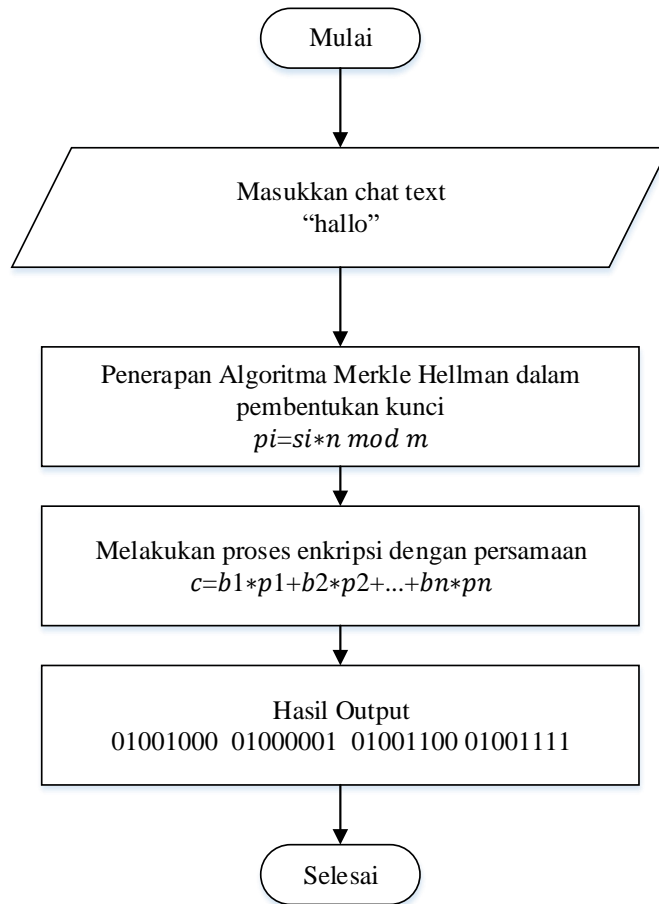 Mulai
Masukkan chat text
“hallo”
Penerapan Algoritma Merkle Hellman dalam
pembentukan kunci
pi=si*n mod m
Melakukan proses enkripsi dengan persamaan
c=b1*p1+b2*p2+...+bn*pn
Hasil Output
01001000 01000001 01001100 01001111
Selesai